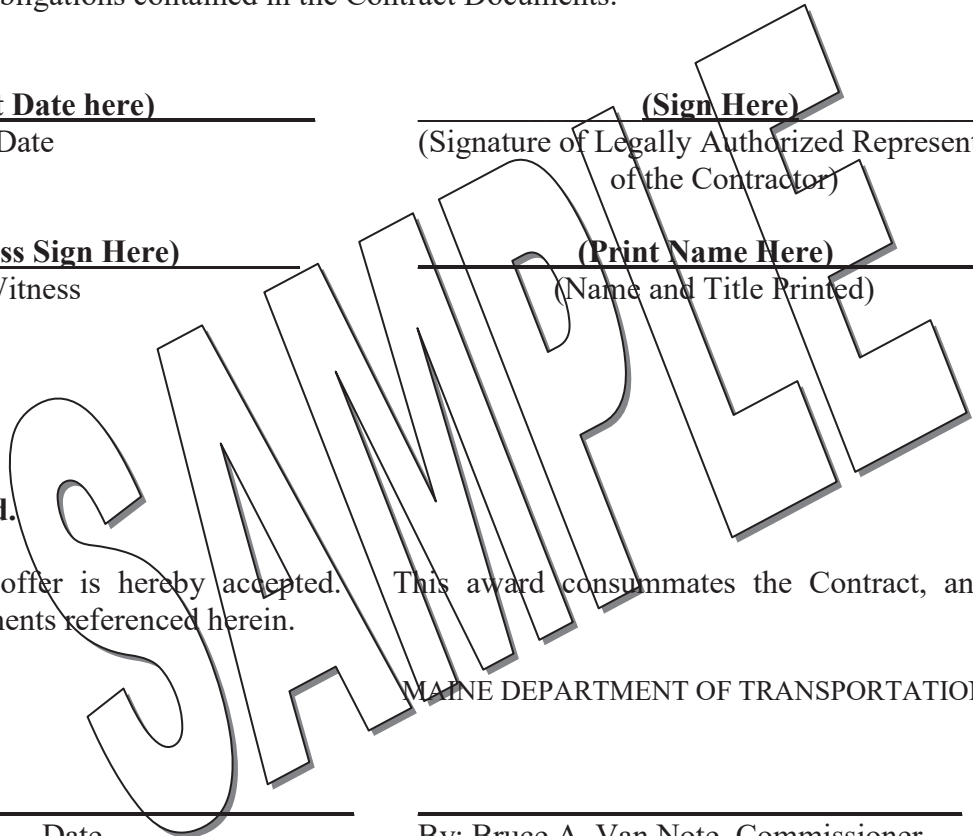 bligations contained in the Contract Documents.
t Date here) (Sign Here)
Date (Signature of Legally Authorized Represent
of the Contractor)
ss Sign Here) (Print Name Here)
Vitness (Name and Title Printed)
SAMPLE
d.
offer is hereby accepted. This award consummates the Contract, an
nents referenced herein.
MAINE DEPARTMENT OF TRANSPORTATION
Date By: Bruce A. Van Note, Commissioner